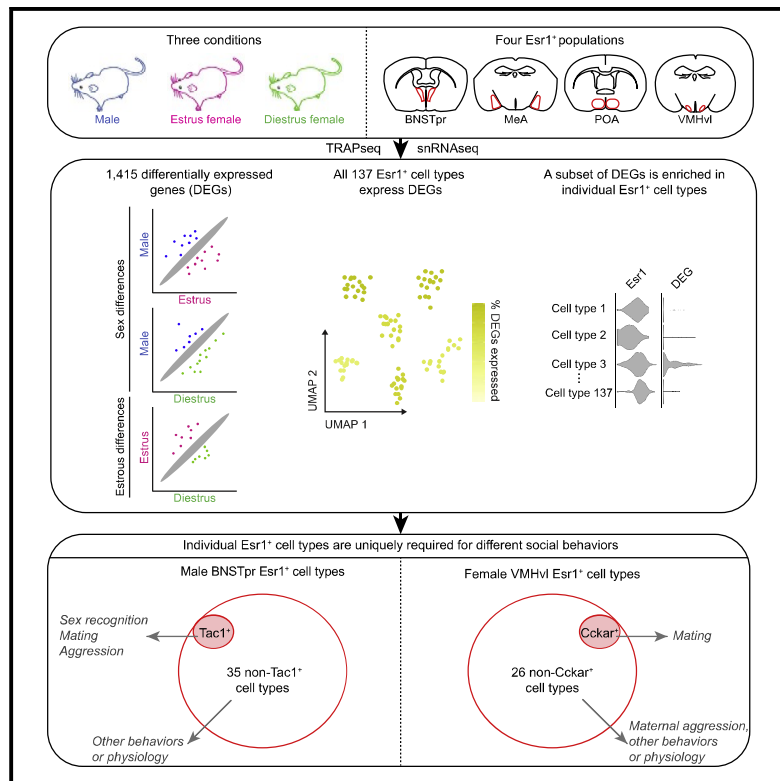 Three conditions
Male
Estrus female
Diestrus female
Four Esr1⁺ populations
BNSTpr
MeA
POA
VMHvl
TRAPseq
snRNAseq
1,415 differentially expressed
genes (DEGs)
Sex differences
Male
Estrus
Male
Diestrus
Estrous differences
Estrus
Diestrus
All 137 Esr1⁺ cell types
express DEGs
UMAP 2
UMAP 1
% DEGs expressed
A subset of DEGs is enriched in
individual Esr1⁺ cell types
Esr1
DEG
Cell type 1
Cell type 2
Cell type 3
⋮
Cell type 137
Individual Esr1⁺ cell types are uniquely required for different social behaviors
Male BNSTpr Esr1⁺ cell types
Sex recognition
Mating
Aggression
Tac1⁺
35 non-Tac1⁺
cell types
Other behaviors
or physiology
Female VMHvl Esr1⁺ cell types
Cckar⁺
Mating
26 non-Cckar⁺
cell types
Maternal aggression,
other behaviors
or physiology